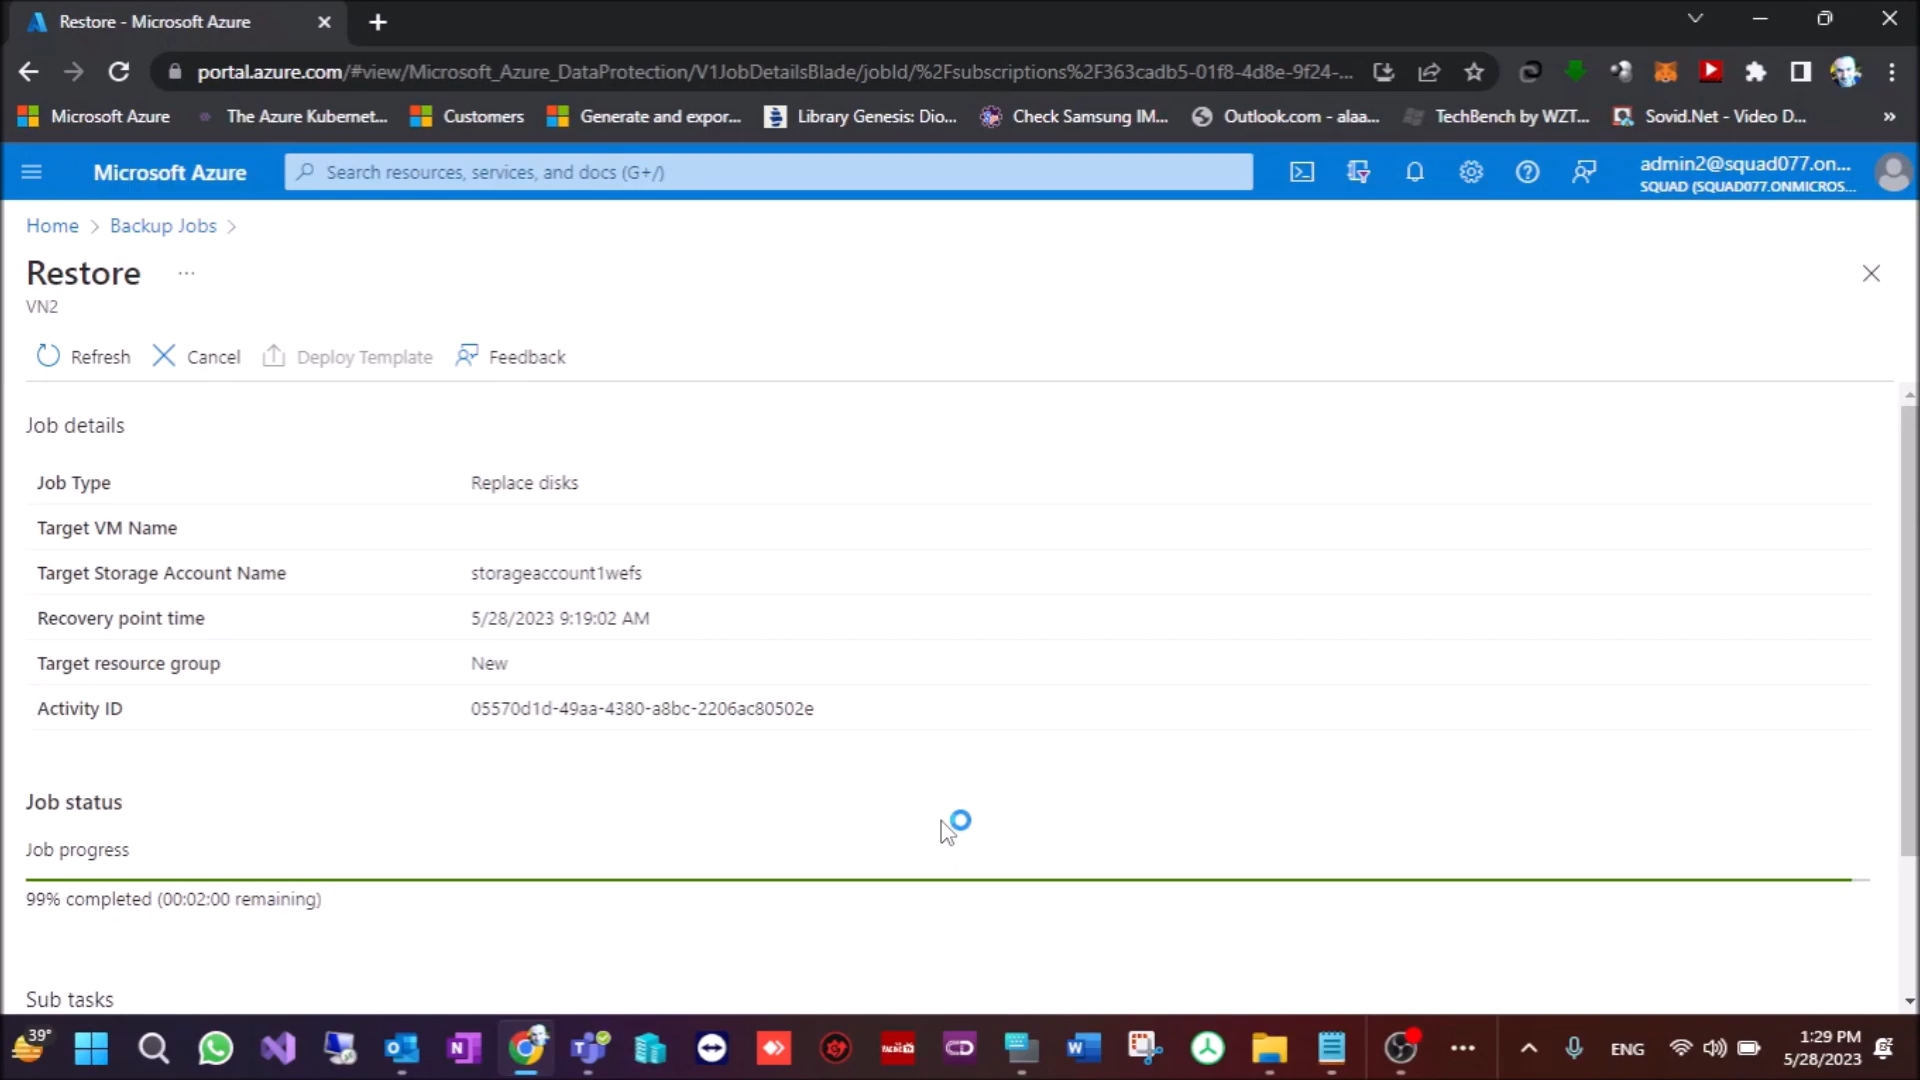 Restore - Microsoft Azure
portal.azure.com/#view/Microsoft_Azure_DataProtection/V1JobDetailsBlade/jobId/%2Fsubscriptions%2F363cadb5-01f8-4d8e-9f24-...
Microsoft Azure
The Azure Kubernet...
Customers
Generate and expor...
Library Genesis: Dio...
Check Samsung IM...
Outlook.com - alaa...
TechBench by WZT...
Sovid.Net - Video D...
»
Microsoft Azure
Search resources, services, and docs (G+/)
admin2@squad077.on...
SQUAD (SQUAD077.ONMICROS...
Home > Backup Jobs >
Restore ...
VN2
Refresh
Cancel
Deploy Template
Feedback
Job details
Job Type Replace disks
Target VM Name
Target Storage Account Name storageaccount1wefs
Recovery point time 5/28/2023 9:19:02 AM
Target resource group New
Activity ID 05570d1d-49aa-4380-a8bc-2206ac80502e
Job status
Job progress
99% completed (00:02:00 remaining)
Sub tasks
39°
ENG
1:29 PM
5/28/2023